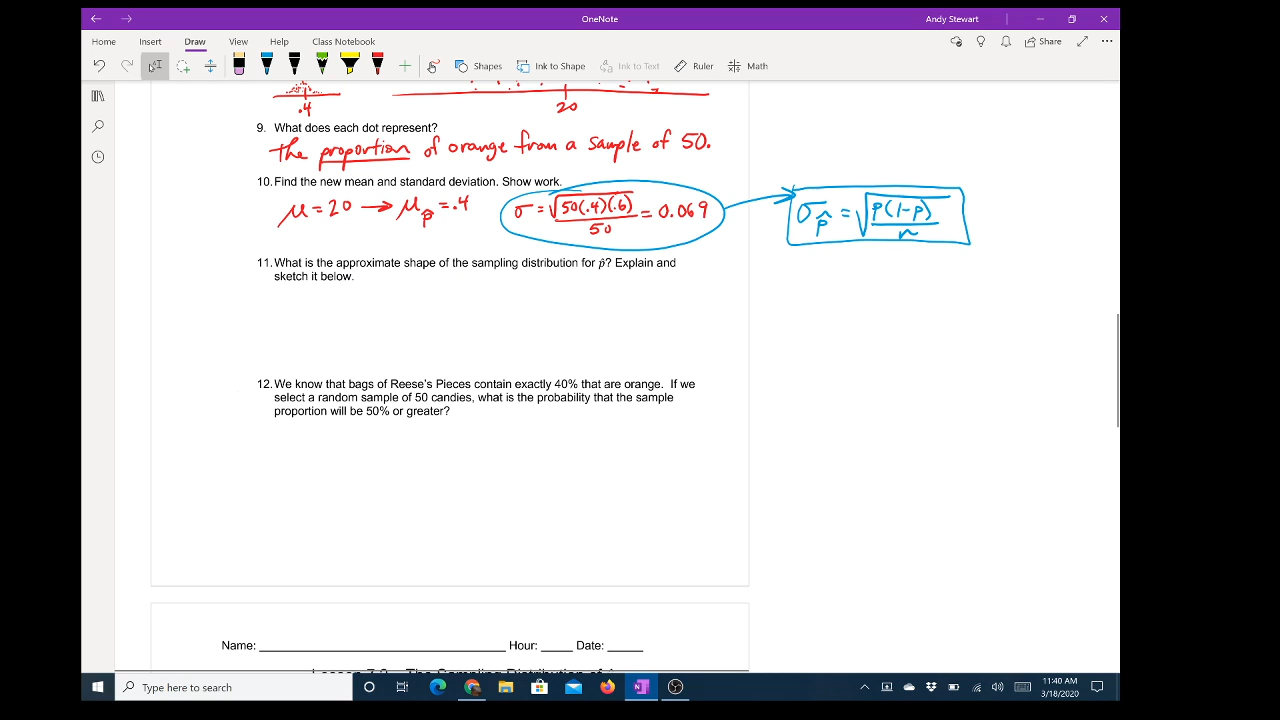 OneNote
Andy Stewart
Home Insert Draw View Help Class Notebook
Share
Shapes Ink to Shape Ink to Text Ruler Math
.4
20
9. What does each dot represent?
the proportion of orange from a sample of 50.
10. Find the new mean and standard deviation. Show work.
μ = 20 → μp̂ = .4 σ = √50(.4)(.6) / 50 = 0.069
σp̂ = √p(1-p)/n
11. What is the approximate shape of the sampling distribution for p̂? Explain and
sketch it below.
12. We know that bags of Reese's Pieces contain exactly 40% that are orange. If we
select a random sample of 50 candies, what is the probability that the sample
proportion will be 50% or greater?
Name: Hour: Date:
Type here to search
11:40 AM
3/18/2020